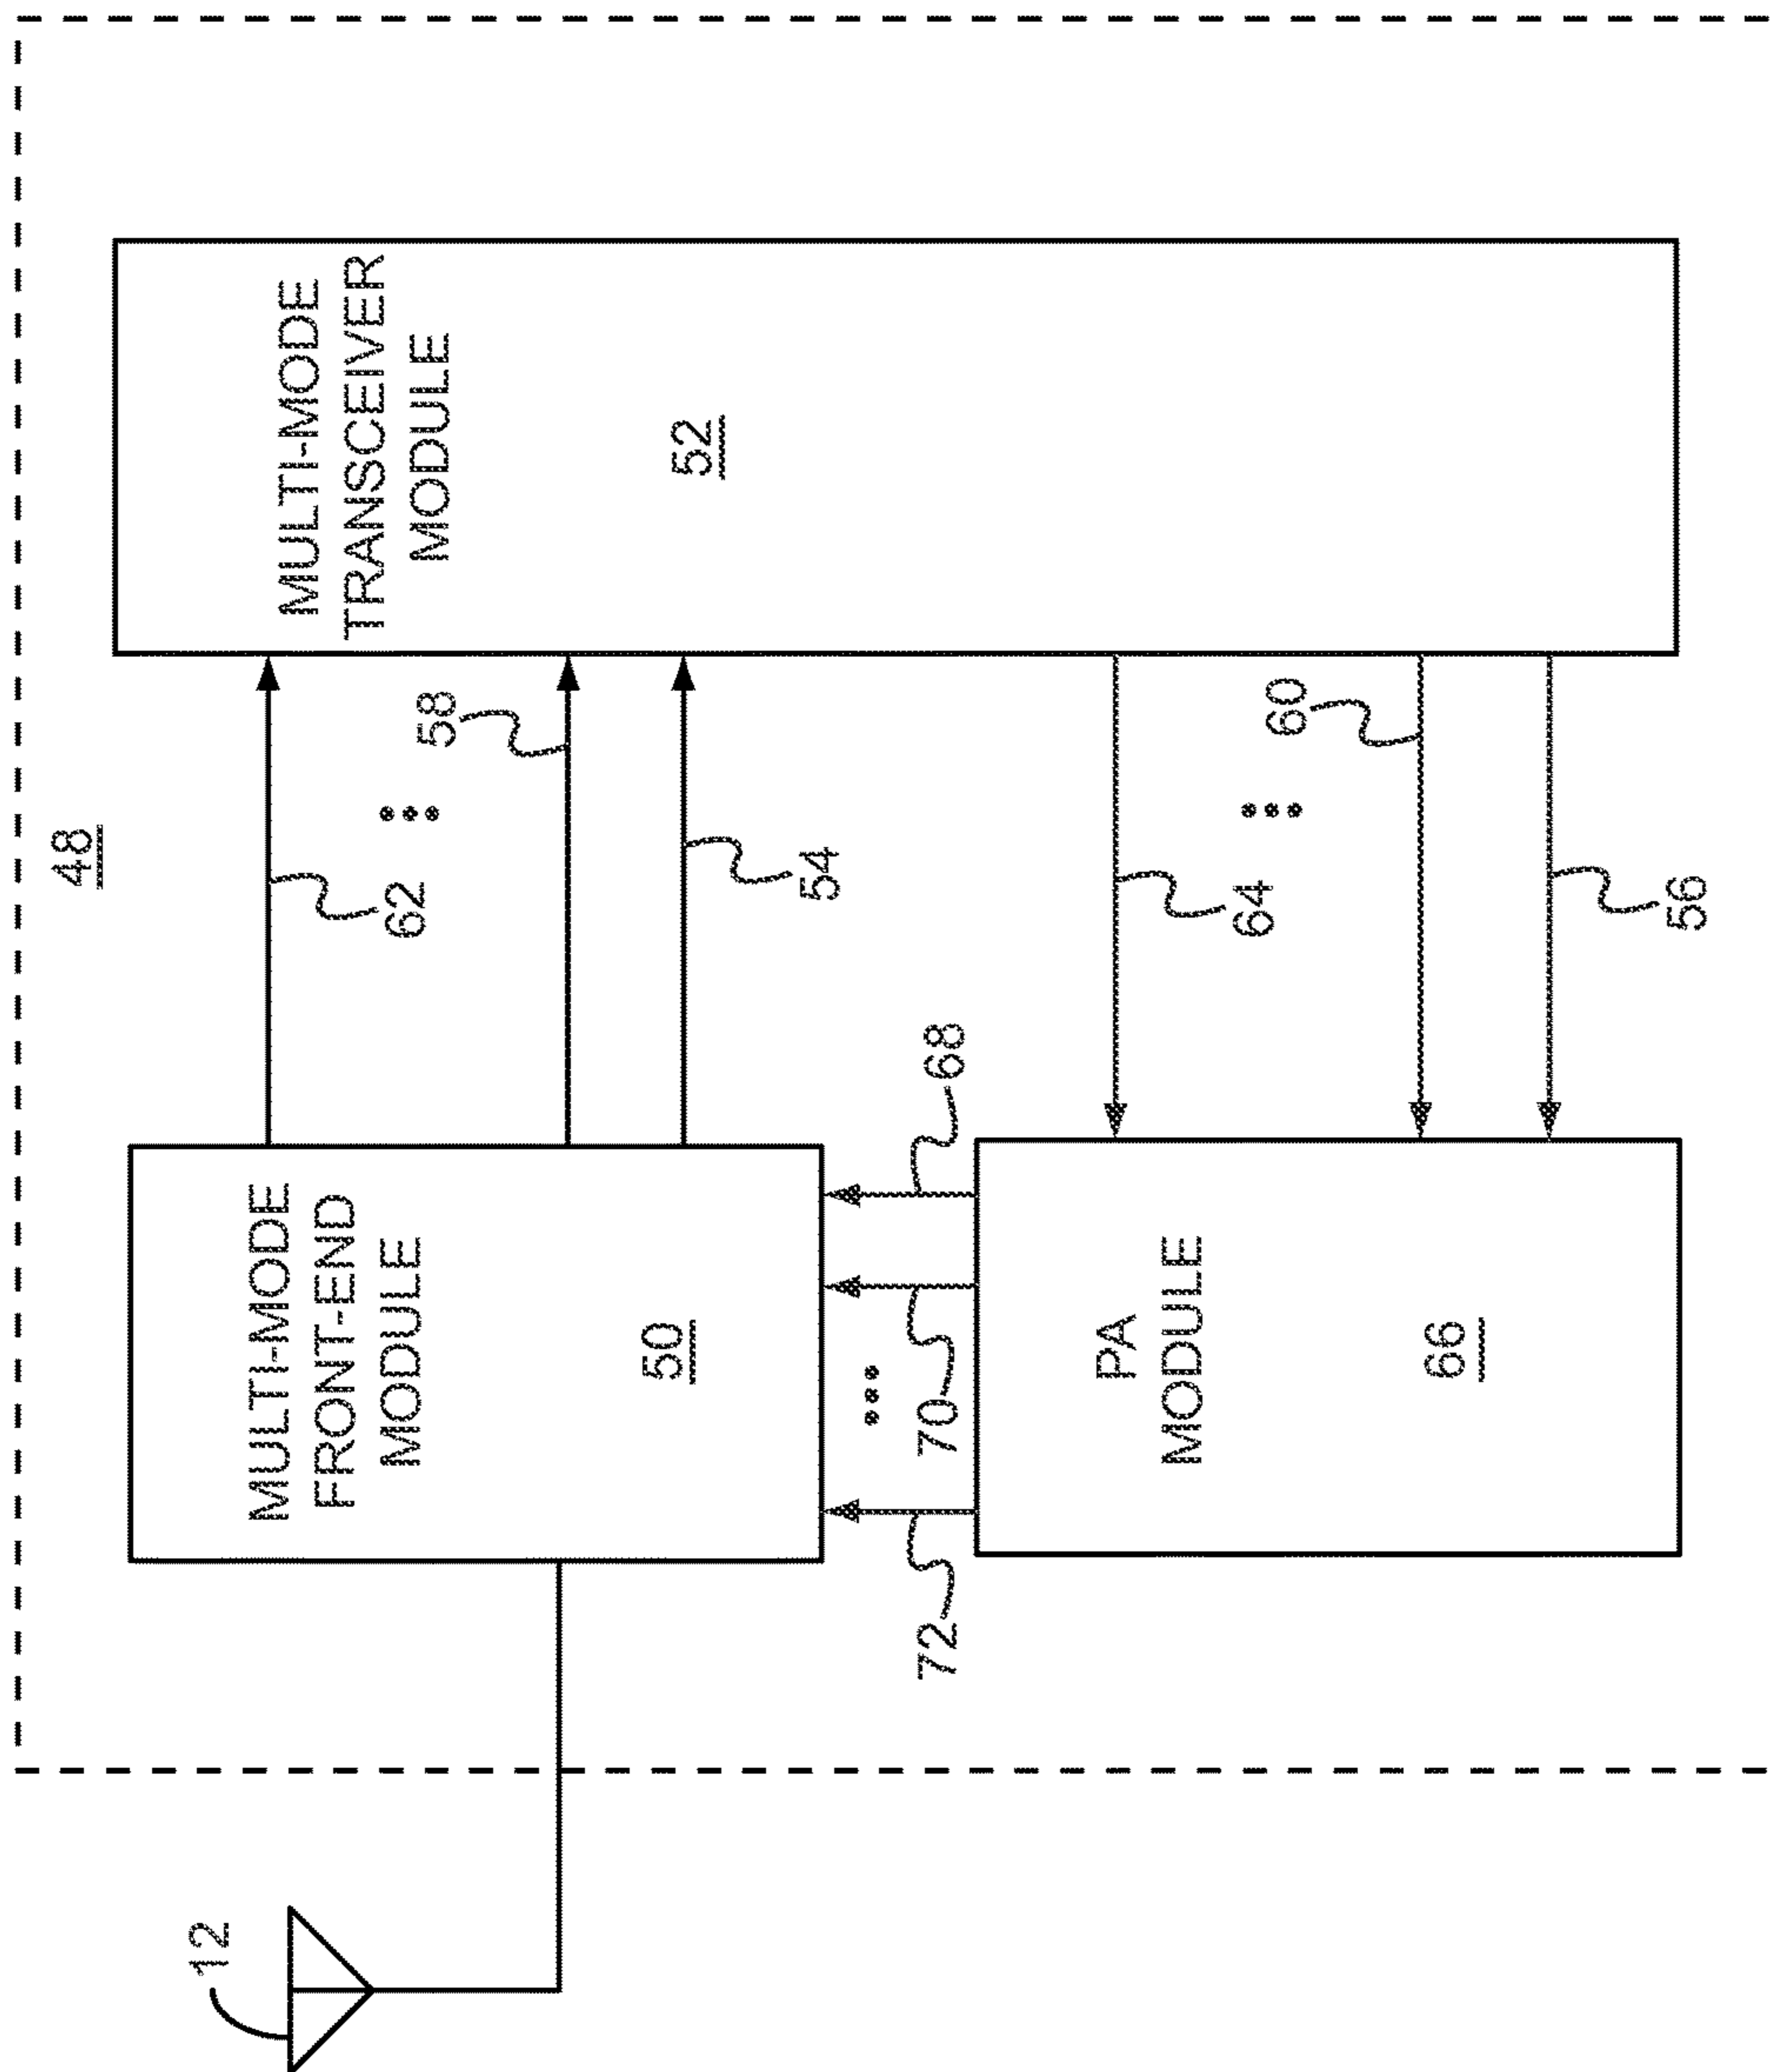 48
12
MULTI-MODE
FRONT-END
MODULE
50
62
58
54
MULTI-MODE
TRANSCEIVER
MODULE
52
72
70
68
PA
MODULE
66
64
60
56